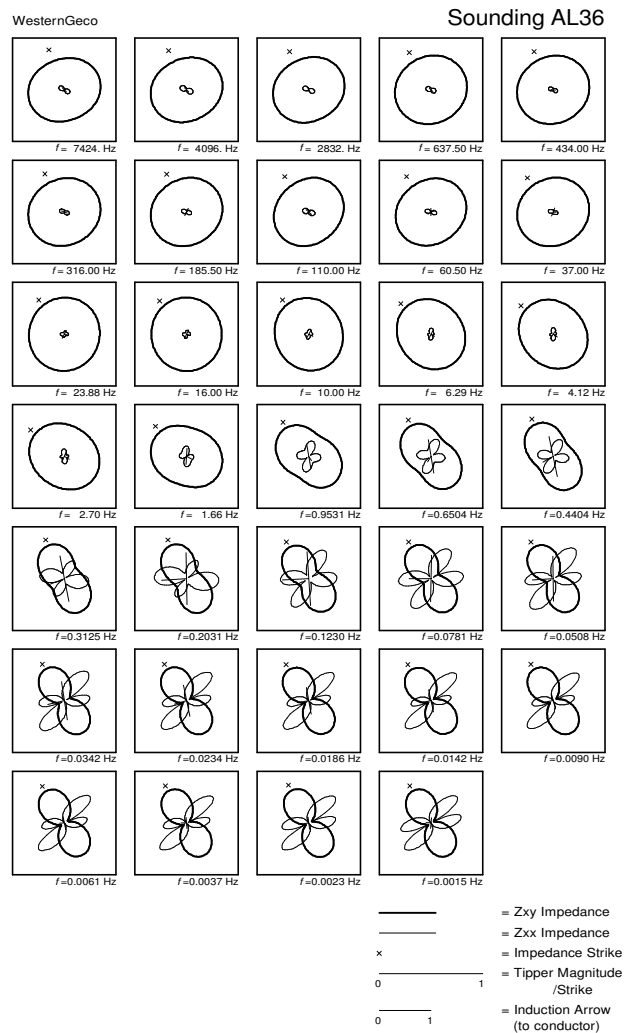 WesternGeco Sounding AL36
f = 7424. Hz f = 4096. Hz f = 2832. Hz f = 637.50 Hz f = 434.00 Hz
f = 316.00 Hz f = 185.50 Hz f = 110.00 Hz f = 60.50 Hz f = 37.00 Hz
f = 23.88 Hz f = 16.00 Hz f = 10.00 Hz f = 6.29 Hz f = 4.12 Hz
f = 2.70 Hz f = 1.66 Hz f =0.9531 Hz f =0.6504 Hz f =0.4404 Hz
f =0.3125 Hz f =0.2031 Hz f =0.1230 Hz f =0.0781 Hz f =0.0508 Hz
f =0.0342 Hz f =0.0234 Hz f =0.0186 Hz f =0.0142 Hz f =0.0090 Hz
f =0.0061 Hz f =0.0037 Hz f =0.0023 Hz f =0.0015 Hz
= Zxy Impedance
= Zxx Impedance
× = Impedance Strike
= Tipper Magnitude
0 1 /Strike
= Induction Arrow
0 1 (to conductor)